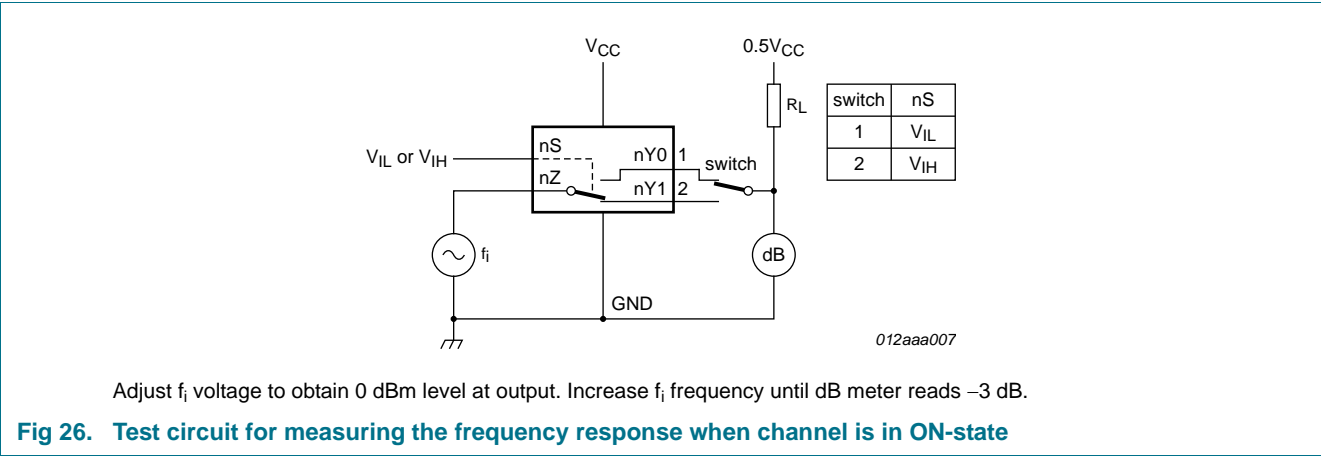 VCC
0.5VCC
RL
switch nS
1 VIL
2 VIH
VIL or VIH
nS
nY0 1
switch
nZ
nY1 2
fi
dB
GND
012aaa007
Adjust fi voltage to obtain 0 dBm level at output. Increase fi frequency until dB meter reads −3 dB.
Fig 26. Test circuit for measuring the frequency response when channel is in ON-state